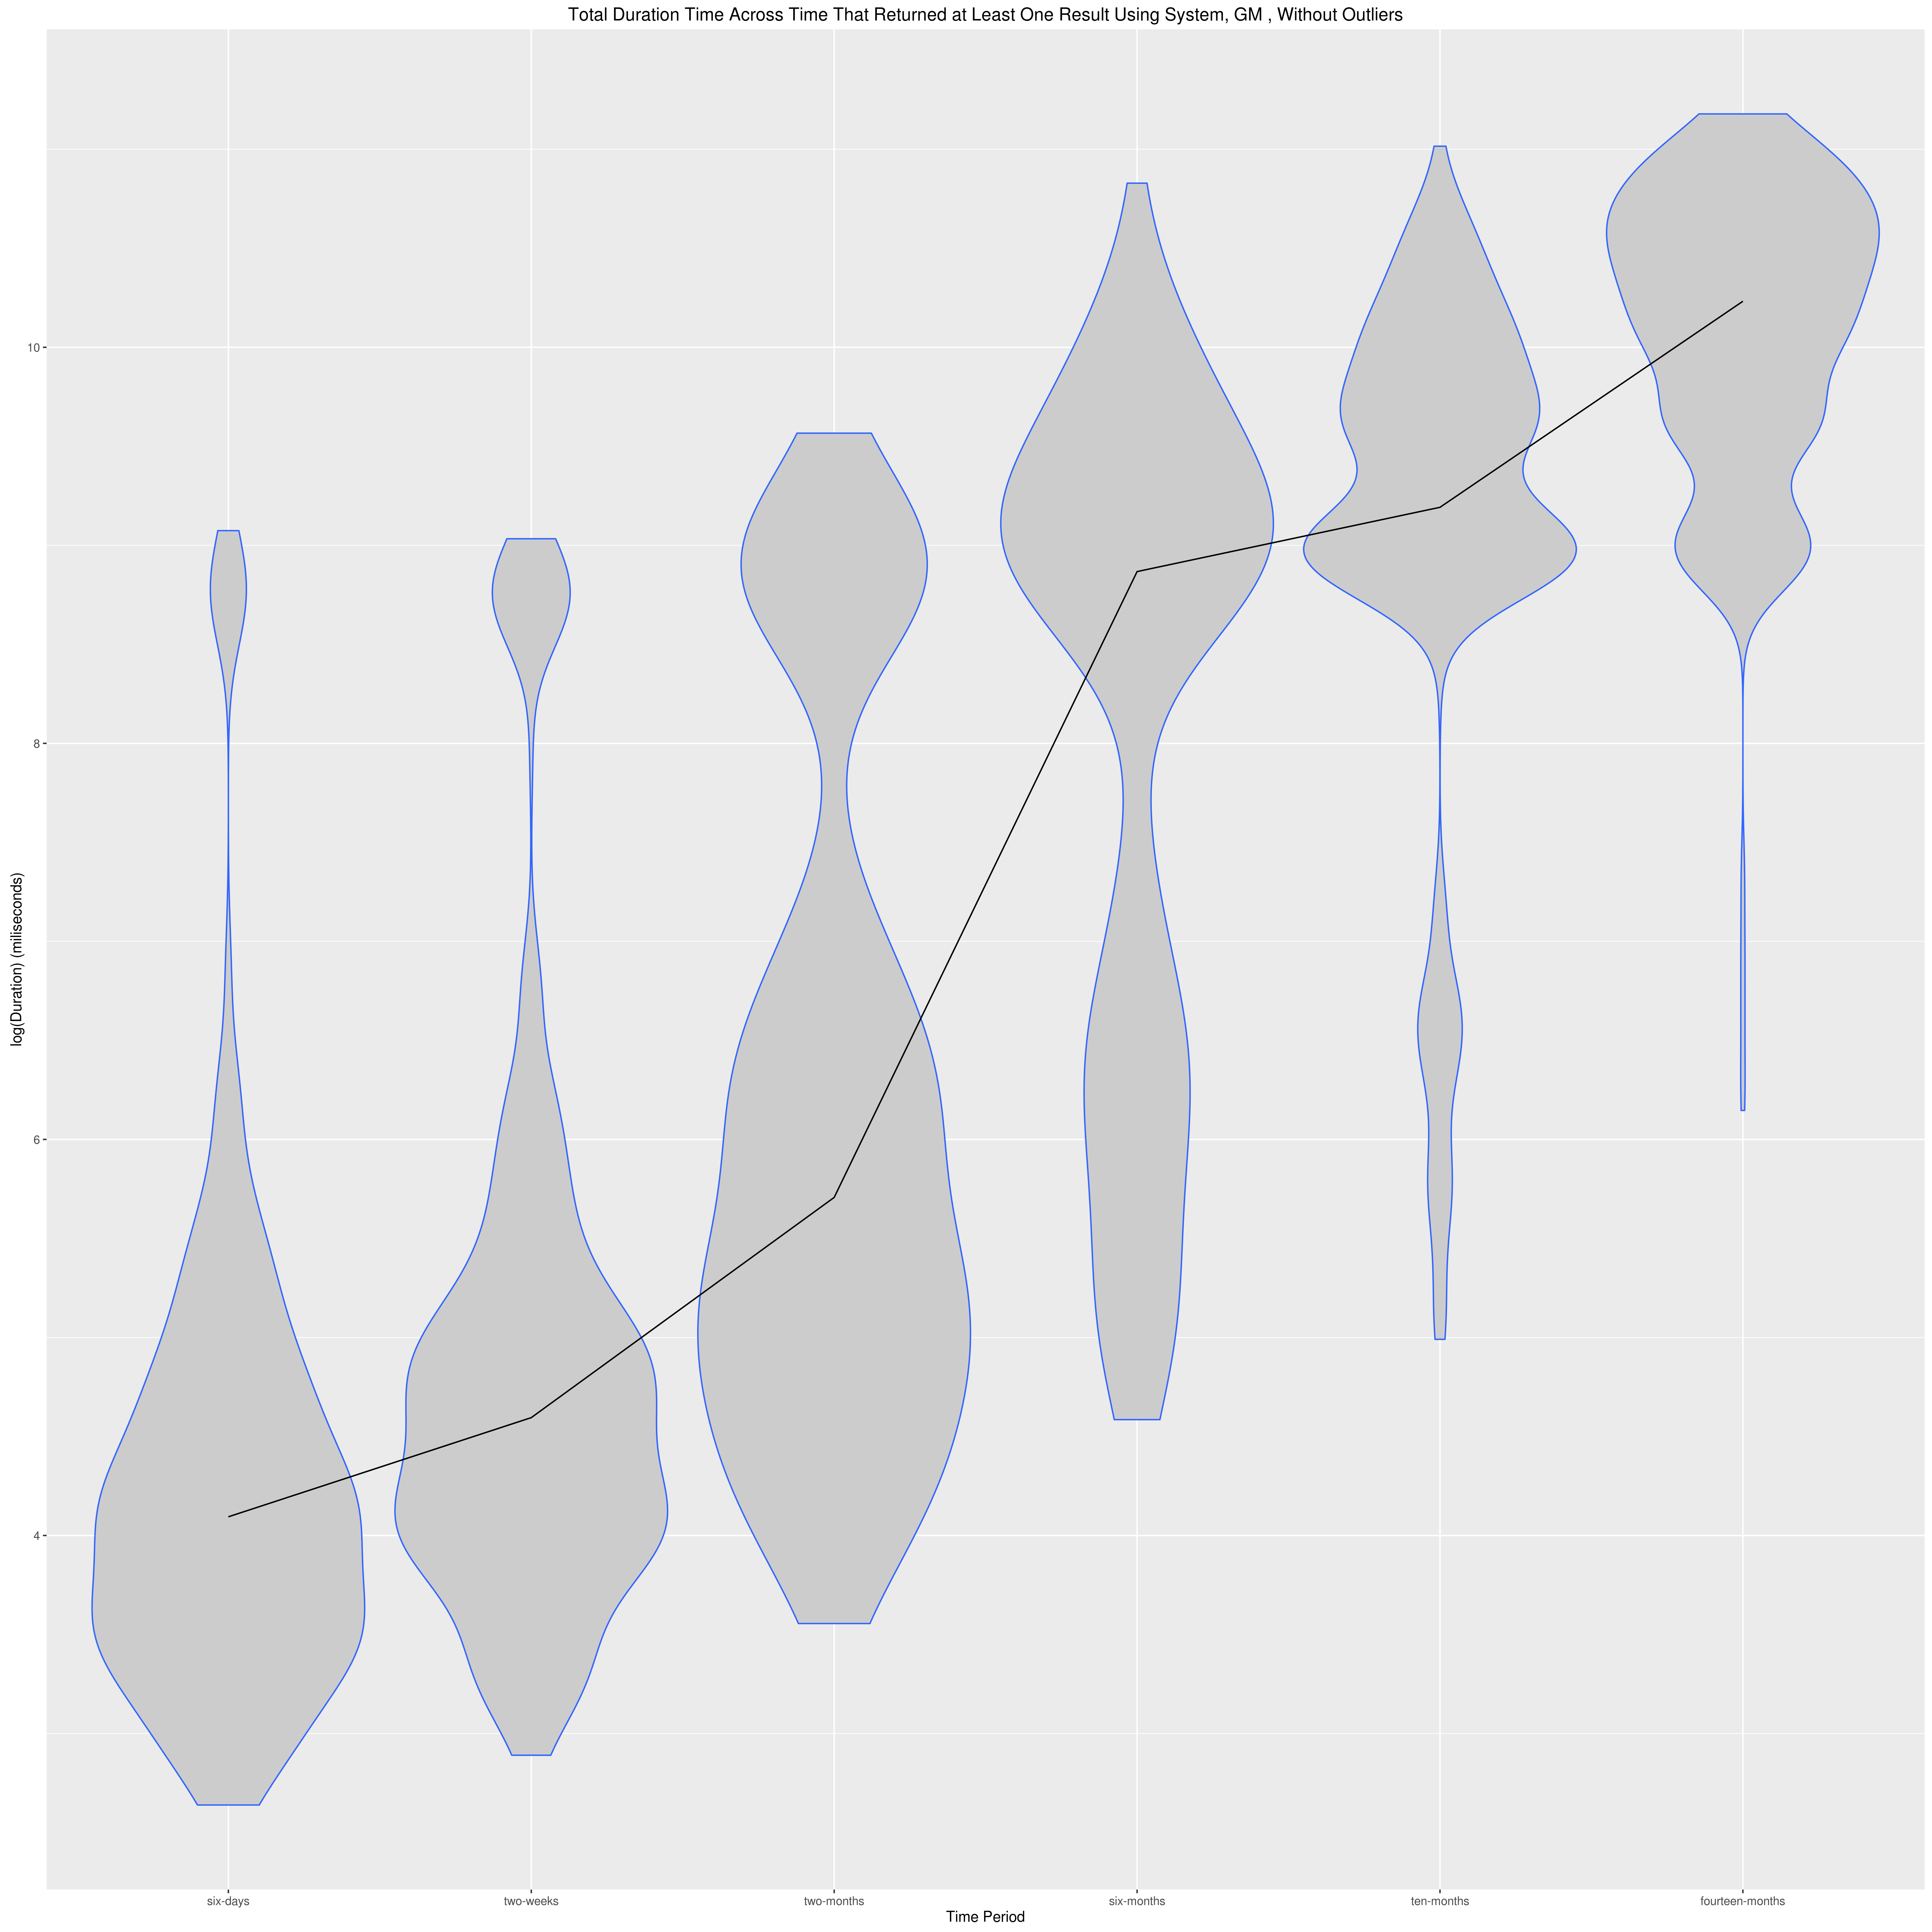 Total Duration Time Across Time That Returned at Least One Result Using System, GM , Without Outliers
log(Duration) (miliseconds)
10
8
6
4
six-days two-weeks two-months six-months ten-months fourteen-months
Time Period